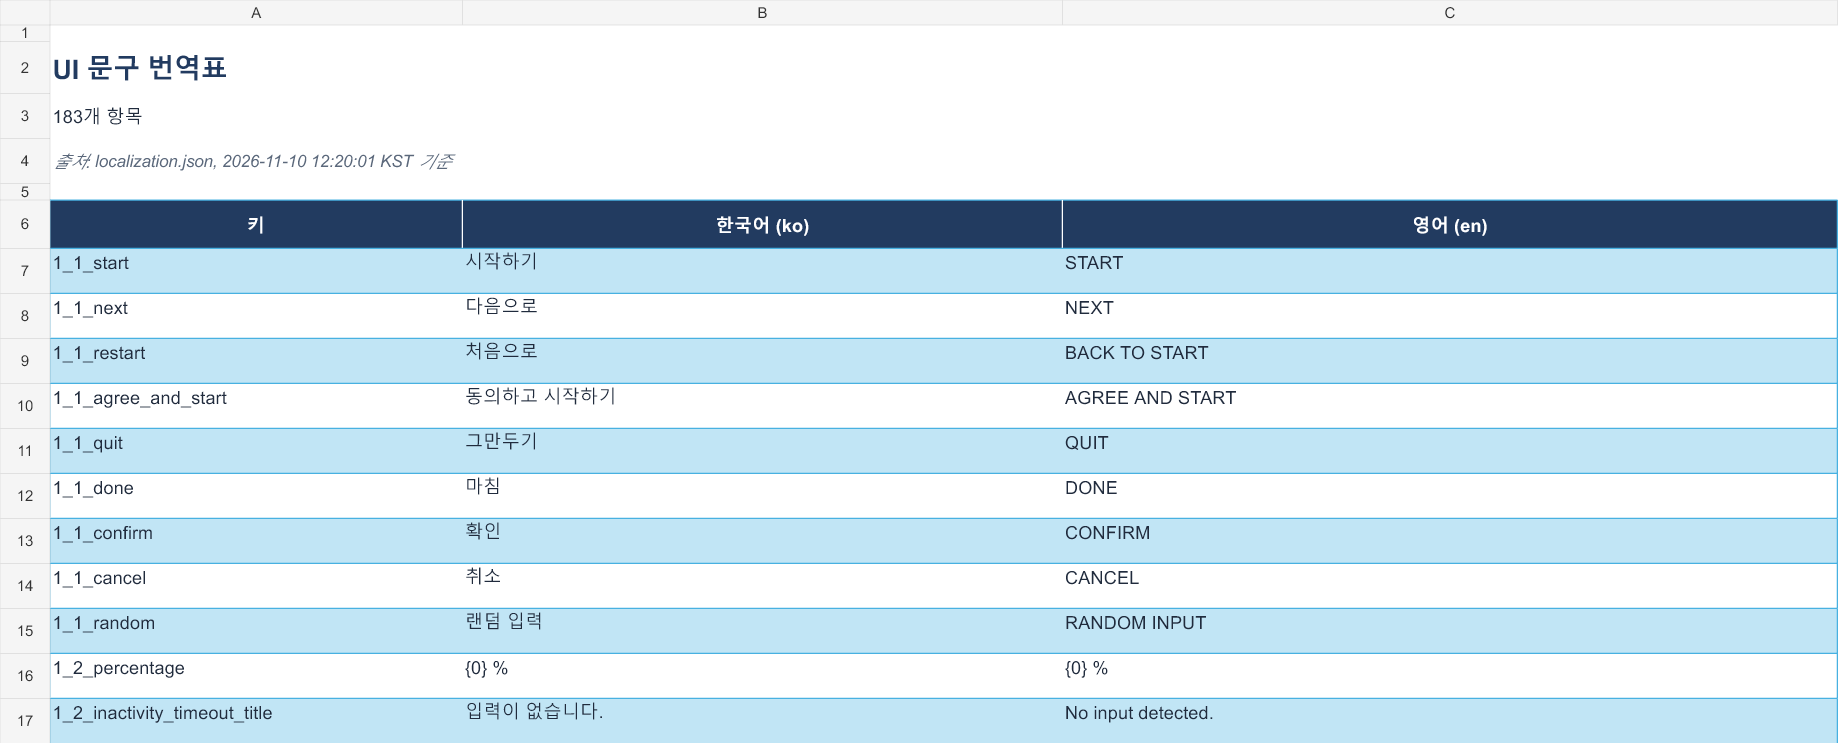 A B C
1
2 UI 문구 번역표
3 183개 항목
4 출처: localization.json, 2026-11-10 12:20:01 KST 기준
5
6 키 한국어 (ko) 영어 (en)
7 1_1_start 시작하기 START
8 1_1_next 다음으로 NEXT
9 1_1_restart 처음으로 BACK TO START
10 1_1_agree_and_start 동의하고 시작하기 AGREE AND START
11 1_1_quit 그만두기 QUIT
12 1_1_done 마침 DONE
13 1_1_confirm 확인 CONFIRM
14 1_1_cancel 취소 CANCEL
15 1_1_random 랜덤 입력 RANDOM INPUT
16 1_2_percentage {0} % {0} %
17 1_2_inactivity_timeout_title 입력이 없습니다. No input detected.